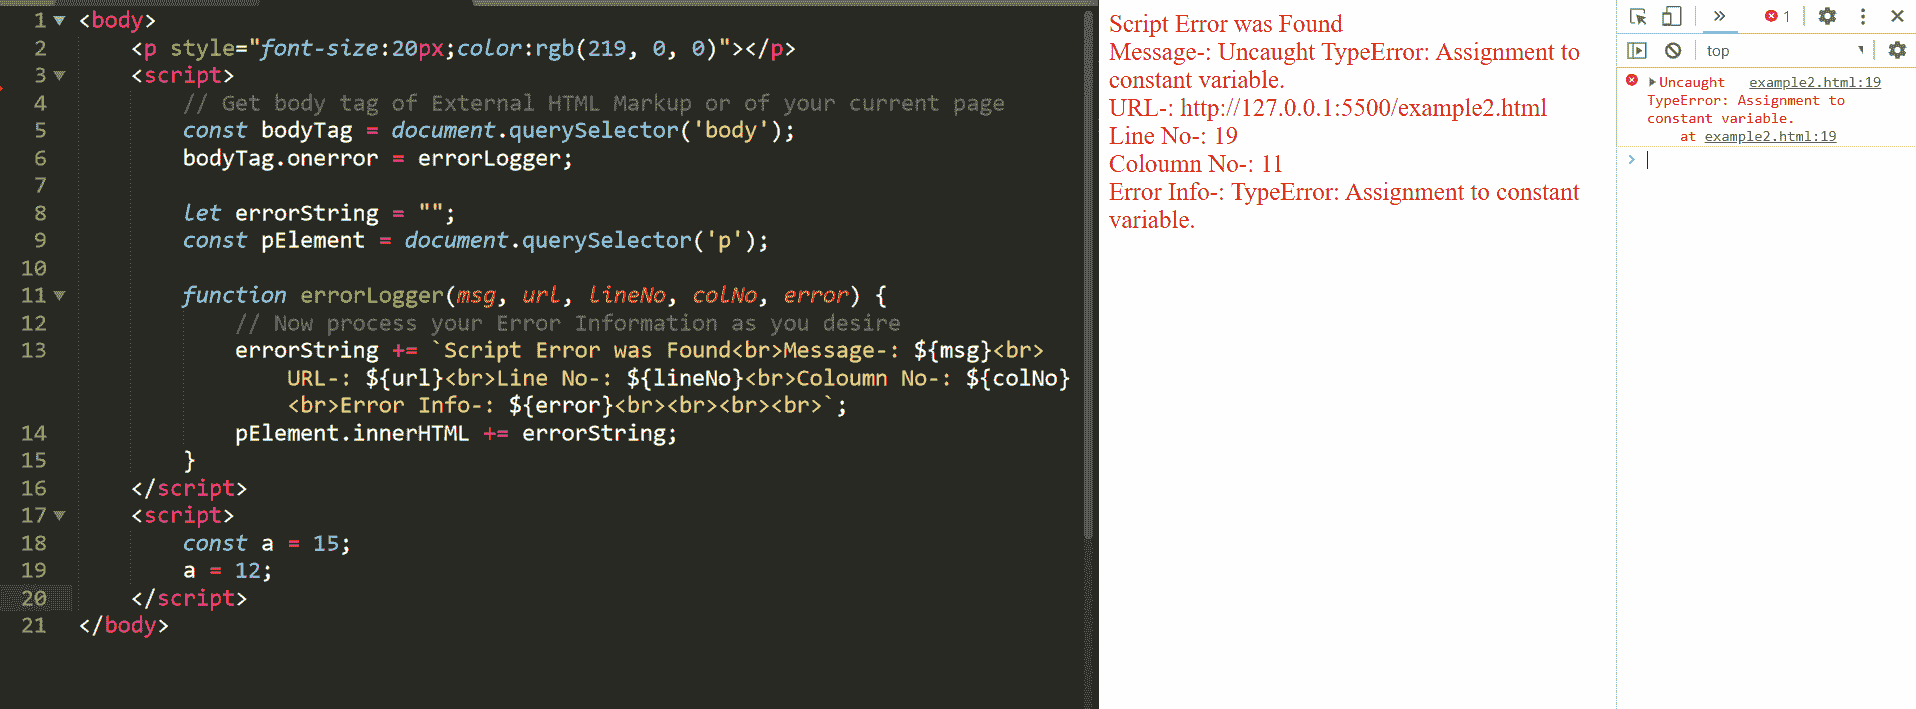 1 <body>
2 <p style="font-size:20px;color:rgb(219, 0, 0)"></p>
3 <script>
4 // Get body tag of External HTML Markup or of your current page
5 const bodyTag = document.querySelector('body');
6 bodyTag.onerror = errorLogger;
7
8 let errorString = "";
9 const pElement = document.querySelector('p');
10
11 function errorLogger(msg, url, lineNo, colNo, error) {
12 // Now process your Error Information as you desire
13 errorString += `Script Error was Found<br>Message-: ${msg}<br>
URL-: ${url}<br>Line No-: ${lineNo}<br>Coloumn No-: ${colNo}
<br>Error Info-: ${error}<br><br><br><br>`;
14 pElement.innerHTML += errorString;
15 }
16 </script>
17 <script>
18 const a = 15;
19 a = 12;
20 </script>
21 </body>
Script Error was Found
Message-: Uncaught TypeError: Assignment to
constant variable.
URL-: http://127.0.0.1:5500/example2.html
Line No-: 19
Coloumn No-: 11
Error Info-: TypeError: Assignment to constant
variable.
1
top
Uncaught example2.html:19
TypeError: Assignment to
constant variable.
at example2.html:19